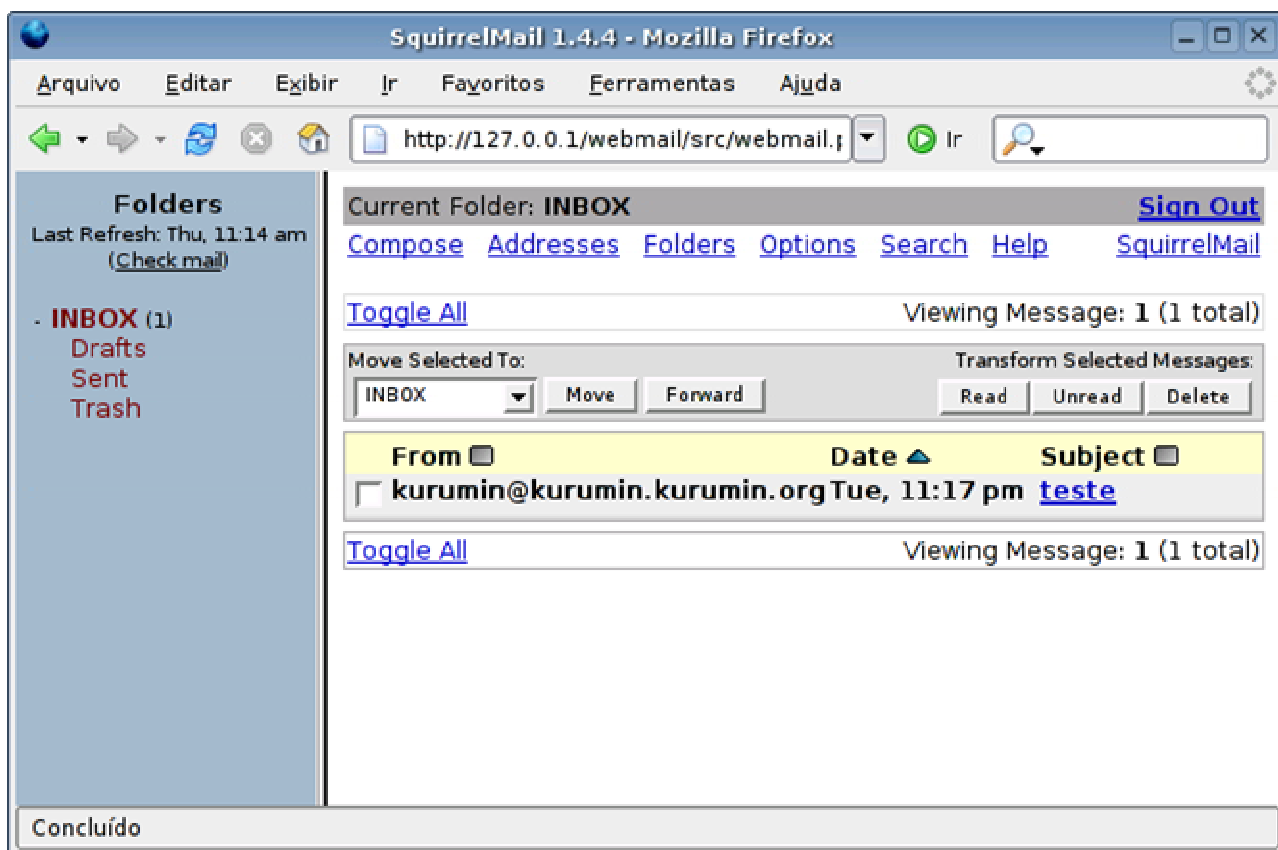 SquirrelMail 1.4.4 - Mozilla Firefox
Arquivo Editar Exibir Ir Favoritos Ferramentas Ajuda
http://127.0.0.1/webmail/src/webmail.p Ir
Folders
Last Refresh: Thu, 11:14 am
(Check mail)
- INBOX (1)
Drafts
Sent
Trash
Current Folder: INBOX Sign Out
Compose Addresses Folders Options Search Help SquirrelMail
Toggle All Viewing Message: 1 (1 total)
Move Selected To: Transform Selected Messages:
INBOX Move Forward Read Unread Delete
From Date Subject
kurumin@kurumin.kurumin.org Tue, 11:17 pm teste
Toggle All Viewing Message: 1 (1 total)
Concluído